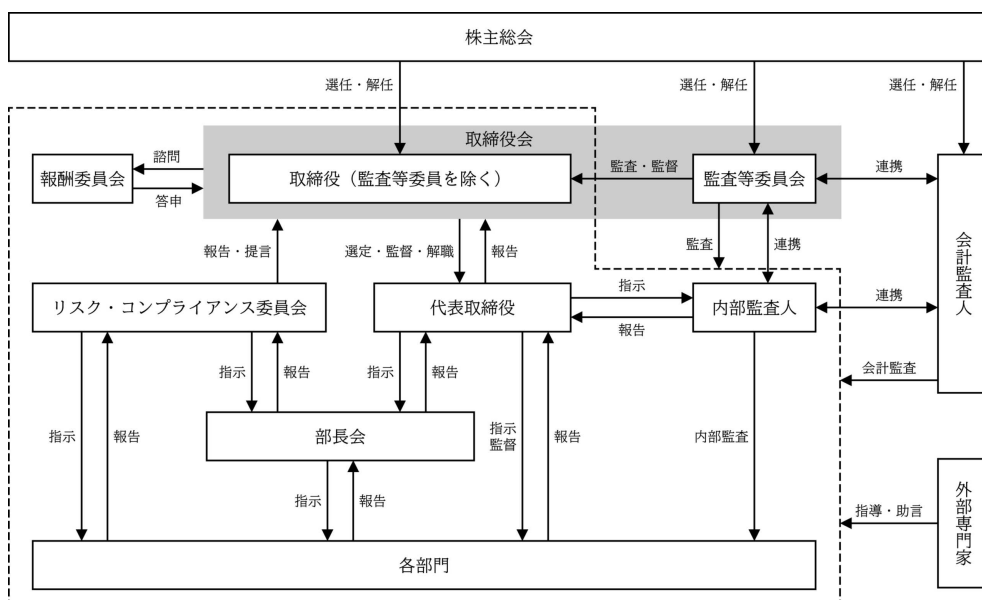 株主総会
選任・解任
選任・解任
選任・解任
取締役会
報酬委員会
諮問
答申
取締役（監査等委員を除く）
監査・監督
監査等委員会
連携
会計監査人
報告・提言
選定・監督・解職
報告
監査
連携
リスク・コンプライアンス委員会
代表取締役
指示
報告
内部監査人
連携
指示
報告
指示
報告
会計監査
指示
報告
部長会
指示
監督
報告
内部監査
指示
報告
外部専門家
指導・助言
各部門